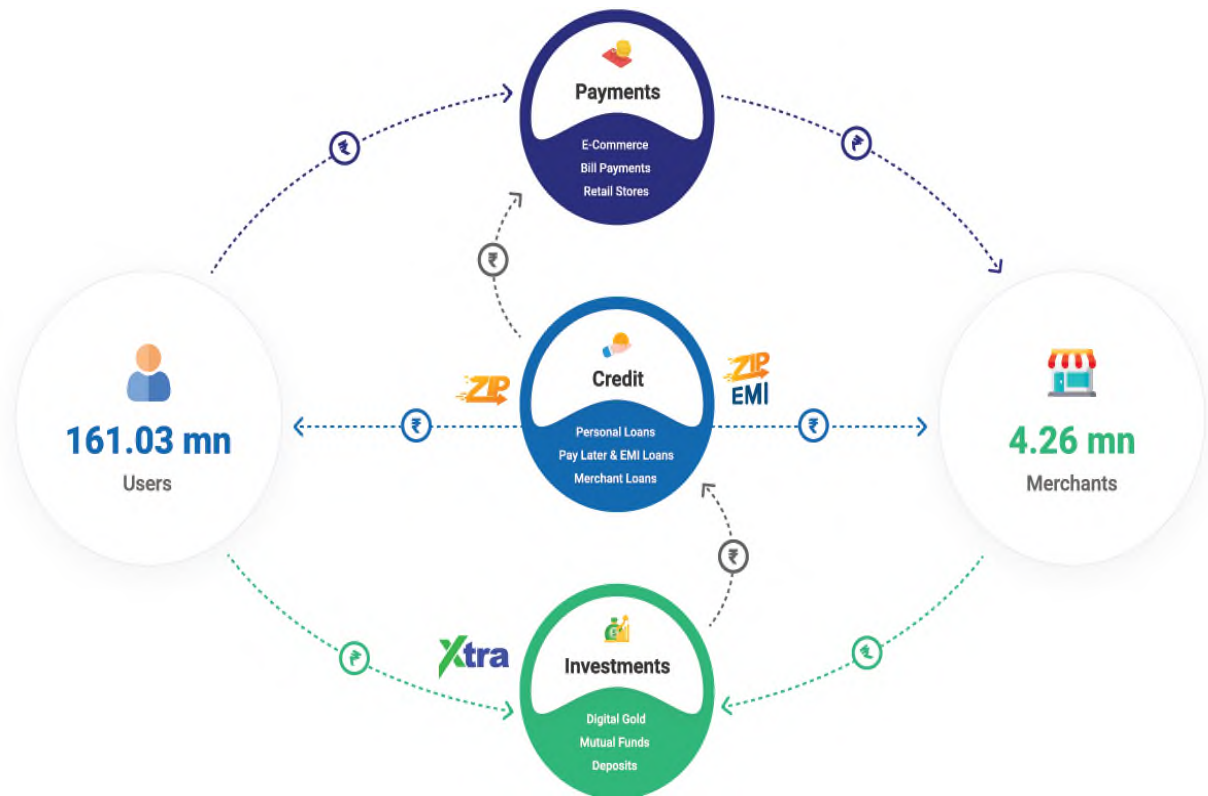 Payments
E-Commerce
Bill Payments
Retail Stores
₹
₹
₹
161.03 mn
Users
ZIP
₹
Credit
Personal Loans
Pay Later & EMI Loans
Merchant Loans
ZIP
EMI
₹
4.26 mn
Merchants
₹
₹
Xtra
Investments
Digital Gold
Mutual Funds
Deposits
₹